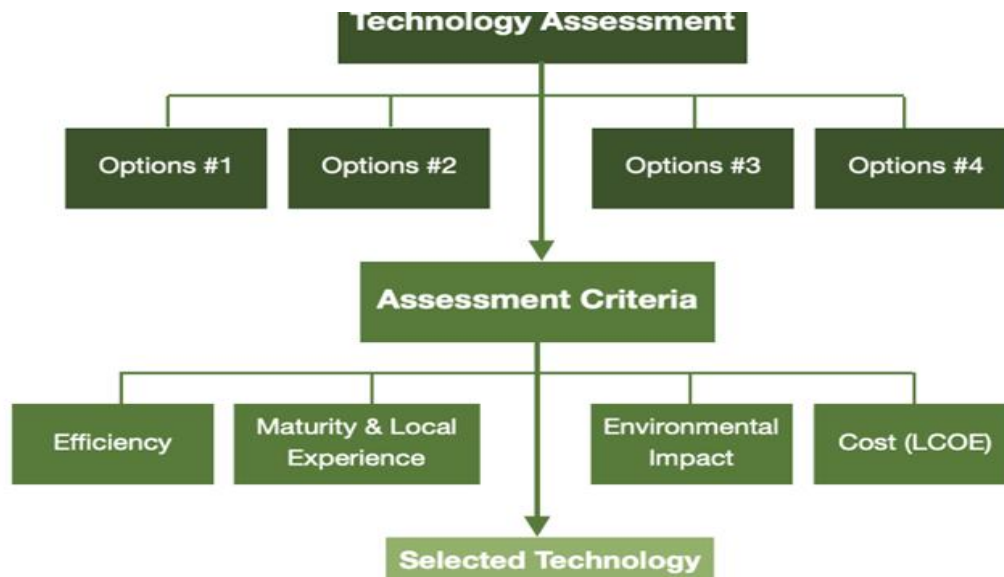 Technology Assessment
Options #1
Options #2
Options #3
Options #4
Assessment Criteria
Efficiency
Maturity & Local
Experience
Environmental
Impact
Cost (LCOE)
Selected Technology